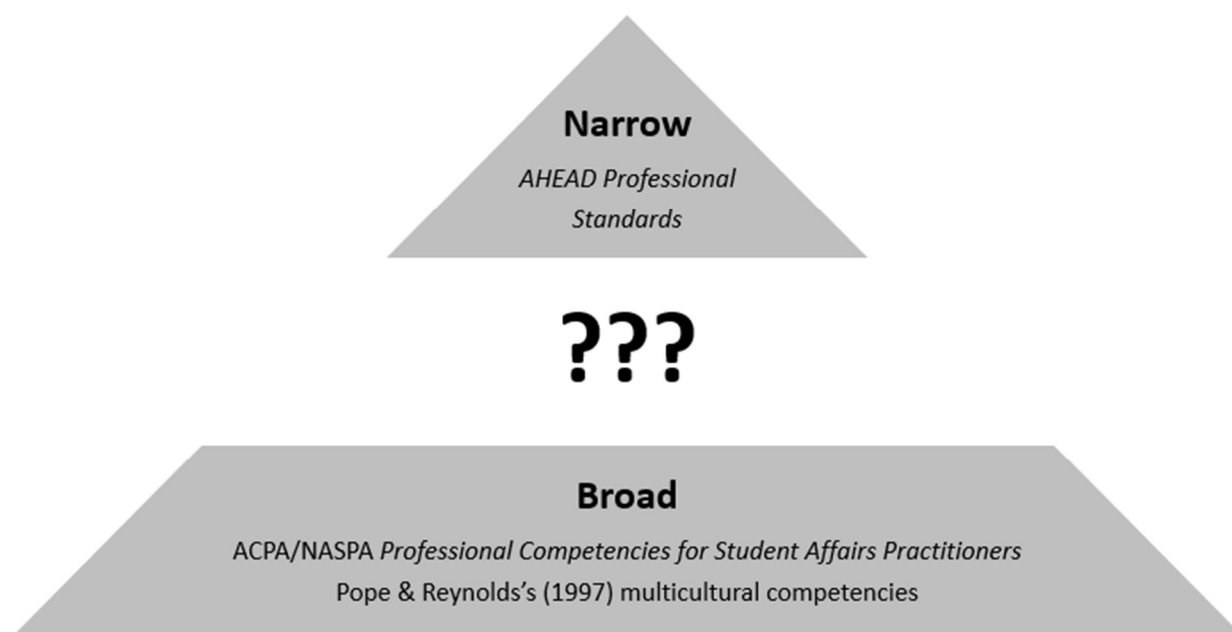 Narrow
AHEAD Professional
Standards
???
Broad
ACPA/NASPA Professional Competencies for Student Affairs Practitioners
Pope & Reynolds’s (1997) multicultural competencies